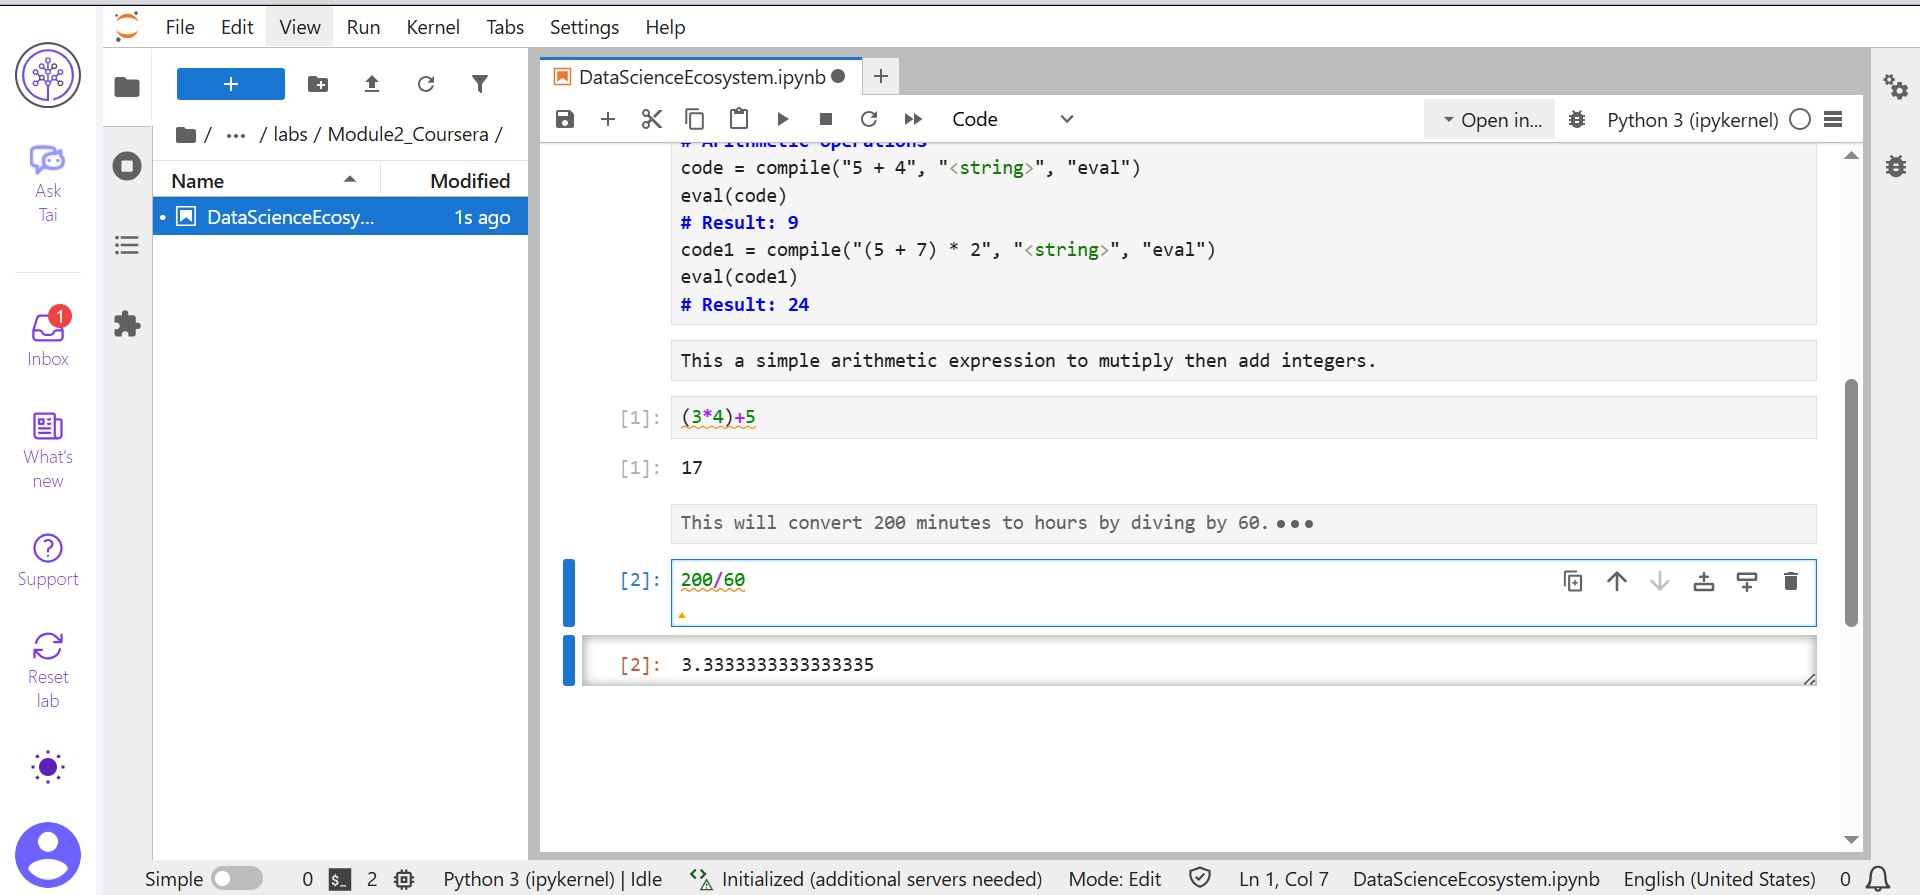 File Edit View Run Kernel Tabs Settings Help
Ask
Tai
1
Inbox
What's
new
Support
Reset
lab
+
/ ... / labs / Module2_Coursera /
Name Modified
DataScienceEcosy... 1s ago
DataScienceEcosystem.ipynb
Code
Open in...
Python 3 (ipykernel)
# Arithmetic Operations
code = compile("5 + 4", "<string>", "eval")
eval(code)
# Result: 9
code1 = compile("(5 + 7) * 2", "<string>", "eval")
eval(code1)
# Result: 24
This a simple arithmetic expression to mutiply then add integers.
[1]: (3*4)+5
[1]: 17
This will convert 200 minutes to hours by diving by 60.
[2]: 200/60
[2]: 3.3333333333333335
Simple 0 $_ 2 Python 3 (ipykernel) | Idle Initialized (additional servers needed) Mode: Edit Ln 1, Col 7 DataScienceEcosystem.ipynb English (United States) 0